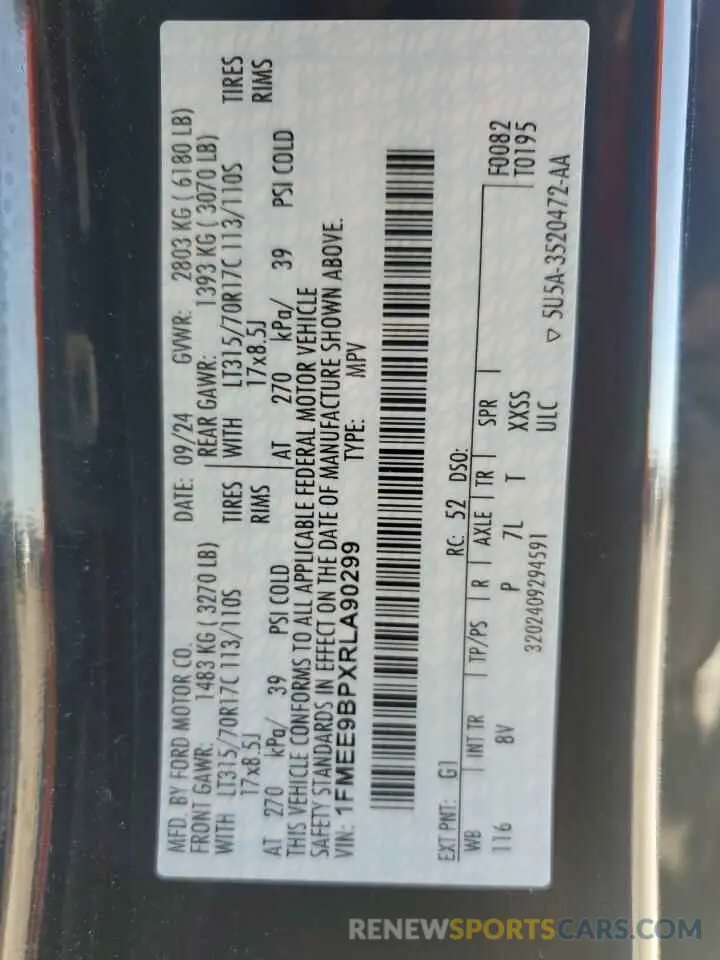 MFD. BY FORD MOTOR CO. DATE: 09/24 GVWR: 2803 KG ( 6180 LB)
FRONT GAWR: 1483 KG ( 3270 LB) REAR GAWR: 1393 KG ( 3070 LB)
WITH LT315/70R17C 113/110S TIRES WITH LT315/70R17C 113/110S TIRES
17x8.5J RIMS 17x8.5J RIMS
AT 270 kPa/ 39 PSI COLD AT 270 kPa/ 39 PSI COLD
THIS VEHICLE CONFORMS TO ALL APPLICABLE FEDERAL MOTOR VEHICLE
SAFETY STANDARDS IN EFFECT ON THE DATE OF MANUFACTURE SHOWN ABOVE.
VIN: 1FMEE9BPXRLA90299 TYPE: MPV
EXT PNT: G1 RC: 52 DSO: F0082
WB INT TR TP/PS R AXLE TR SPR T0195
116 8V P 7L T XXSS
3202409294591 ULC ▽ 5U5A-3520472-AA
RENEWSPORTSCARS.COM